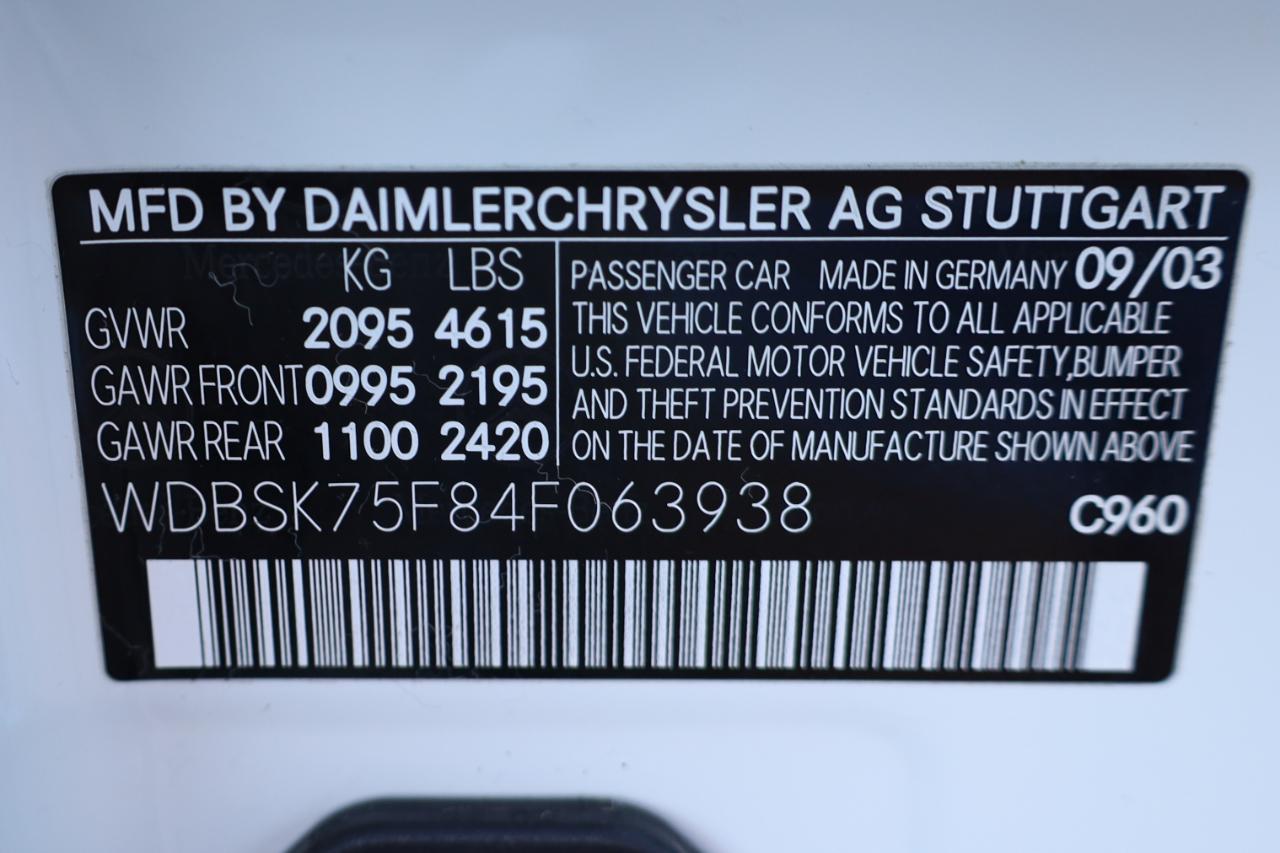 MFD BY DAIMLERCHRYSLER AG STUTTGART
KG LBS
GVWR 2095 4615
GAWR FRONT 0995 2195
GAWR REAR 1100 2420
PASSENGER CAR MADE IN GERMANY 09/03
THIS VEHICLE CONFORMS TO ALL APPLICABLE
U.S. FEDERAL MOTOR VEHICLE SAFETY,BUMPER
AND THEFT PREVENTION STANDARDS IN EFFECT
ON THE DATE OF MANUFACTURE SHOWN ABOVE
WDBSK75F84F063938 C960